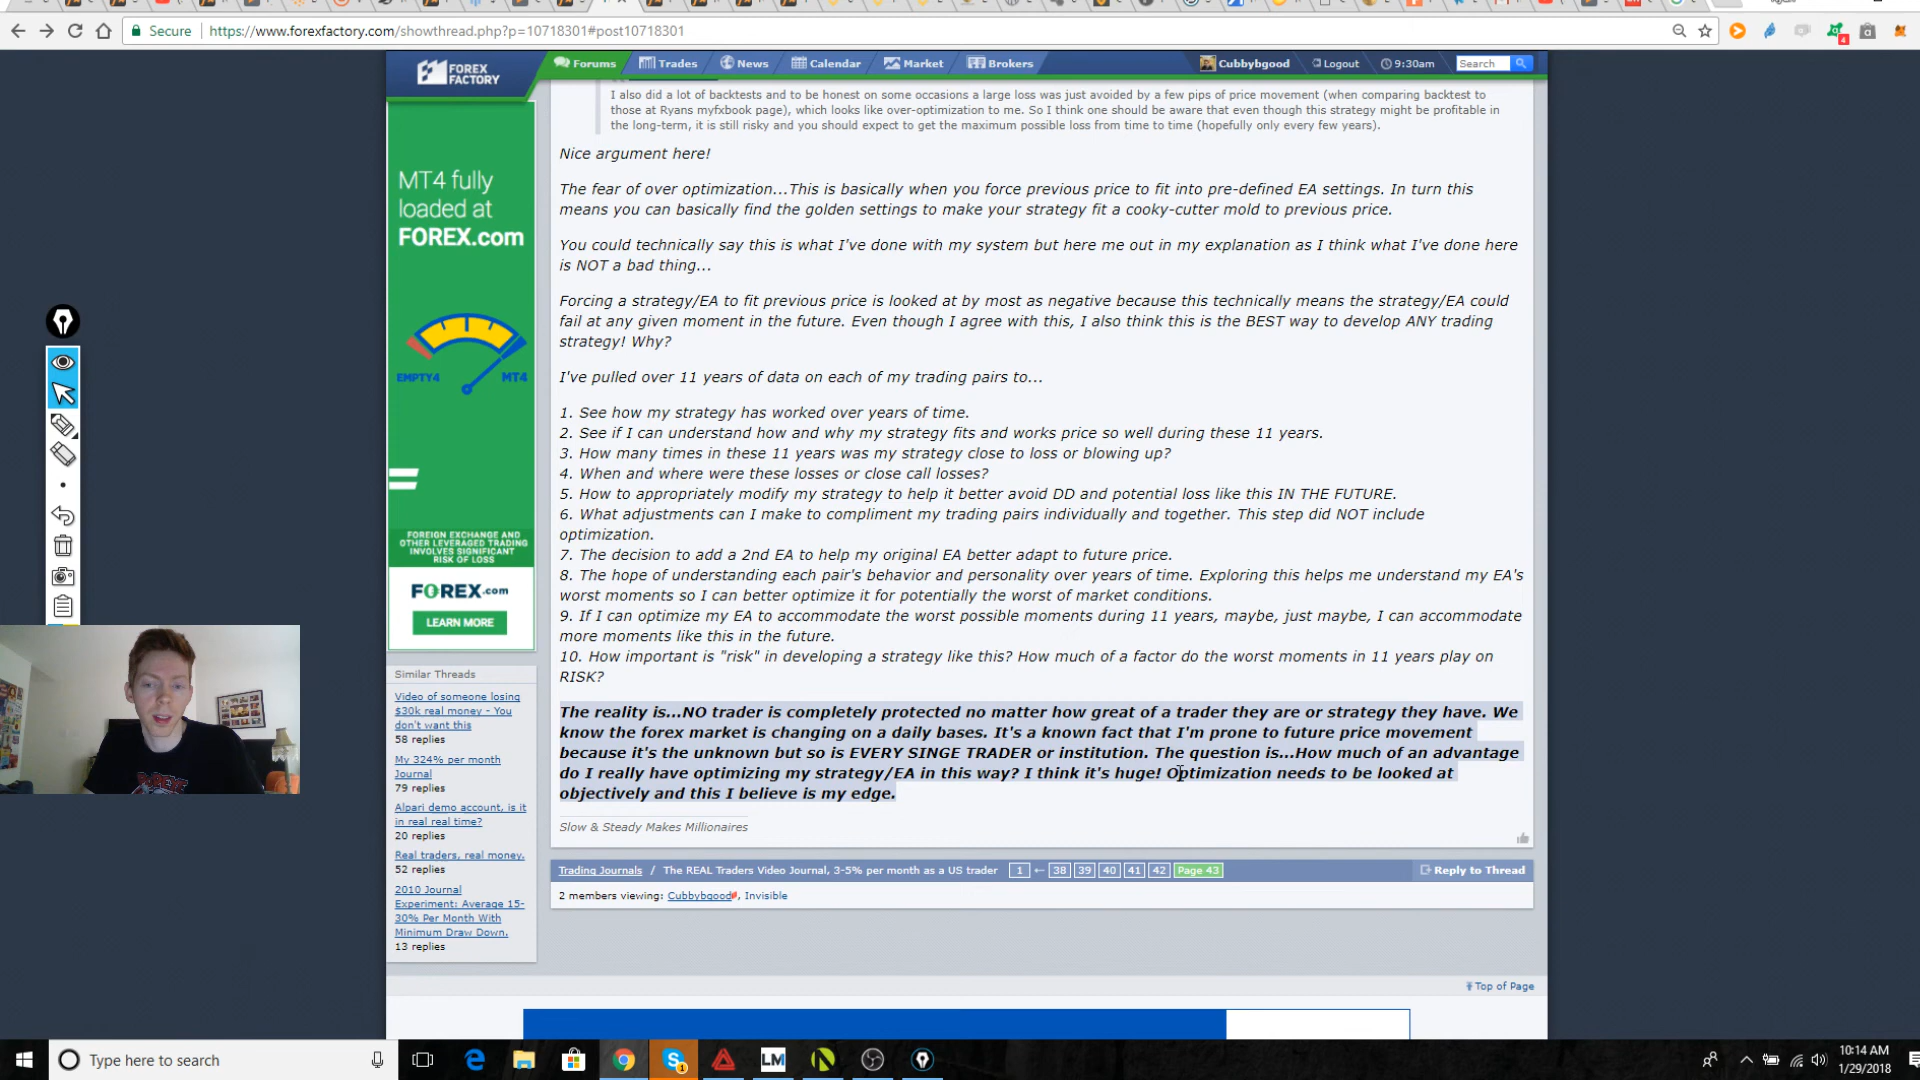 Secure
https://www.forexfactory.com/showthread.php?p=10718301#post10718301
FOREX FACTORY
Forums
Trades
News
Calendar
Market
Brokers
Cubbybgood
Logout
9:30am
Search
I also did a lot of backtests and to be honest on some occasions a large loss was just avoided by a few pips of price movement (when comparing backtest to
those at Ryans myfxbook page), which looks like over-optimization to me. So I think one should be aware that even though this strategy might be profitable in
the long-term, it is still risky and you should expect to get the maximum possible loss from time to time (hopefully only every few years).
Nice argument here!
The fear of over optimization...This is basically when you force previous price to fit into pre-defined EA settings. In turn this
means you can basically find the golden settings to make your strategy fit a cooky-cutter mold to previous price.
You could technically say this is what I've done with my system but here me out in my explanation as I think what I've done here
is NOT a bad thing...
Forcing a strategy/EA to fit previous price is looked at by most as negative because this technically means the strategy/EA could
fail at any given moment in the future. Even though I agree with this, I also think this is the BEST way to develop ANY trading
strategy! Why?
I've pulled over 11 years of data on each of my trading pairs to...
1. See how my strategy has worked over years of time.
2. See if I can understand how and why my strategy fits and works price so well during these 11 years.
3. How many times in these 11 years was my strategy close to loss or blowing up?
4. When and where were these losses or close call losses?
5. How to appropriately modify my strategy to help it better avoid DD and potential loss like this IN THE FUTURE.
6. What adjustments can I make to compliment my trading pairs individually and together. This step did NOT include
optimization.
7. The decision to add a 2nd EA to help my original EA better adapt to future price.
8. The hope of understanding each pair's behavior and personality over years of time. Exploring this helps me understand my EA's
worst moments so I can better optimize it for potentially the worst of market conditions.
9. If I can optimize my EA to accommodate the worst possible moments during 11 years, maybe, just maybe, I can accommodate
more moments like this in the future.
10. How important is "risk" in developing a strategy like this? How much of a factor do the worst moments in 11 years play on
RISK?
The reality is...NO trader is completely protected no matter how great of a trader they are or strategy they have. We
know the forex market is changing on a daily bases. It's a known fact that I'm prone to future price movement
because it's the unknown but so is EVERY SINGE TRADER or institution. The question is...How much of an advantage
do I really have optimizing my strategy/EA in this way? I think it's huge! Optimization needs to be looked at
objectively and this I believe is my edge.
Slow & Steady Makes Millionaires
MT4 fully
loaded at
FOREX.com
EMPTY4
MT4
FOREIGN EXCHANGE AND
OTHER LEVERAGED TRADING
INVOLVES SIGNIFICANT
RISK OF LOSS
FOREX.com
LEARN MORE
Similar Threads
Video of someone losing
$30k real money - You
don't want this
58 replies
My 324% per month
Journal
79 replies
Alpari demo account, is it
in real real time?
20 replies
Real traders, real money.
52 replies
2010 Journal
Experiment: Average 15-
30% Per Month With
Minimum Draw Down.
13 replies
Trading Journals / The REAL Traders Video Journal, 3-5% per month as a US trader 1 ← 38 39 40 41 42 Page 43
Reply to Thread
2 members viewing: Cubbybgood, Invisible
Top of Page
Type here to search
LM
10:14 AM
1/29/2018